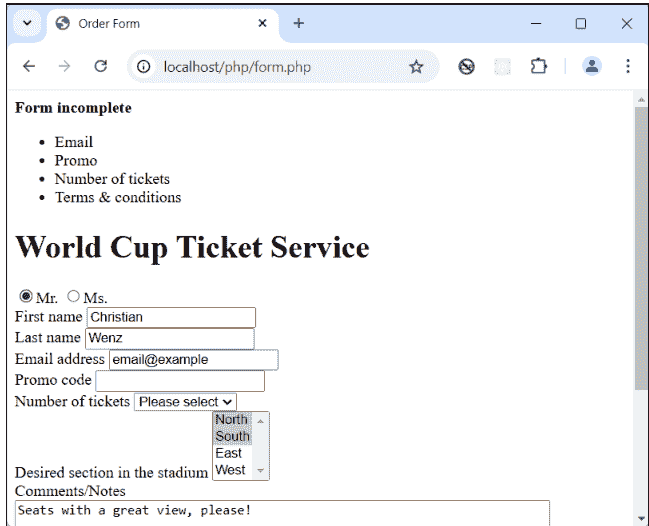 Order Form
localhost/php/form.php
Form incomplete
Email
Promo
Number of tickets
Terms & conditions
World Cup Ticket Service
Mr. Ms.
First name Christian
Last name Wenz
Email address email@example
Promo code
Number of tickets Please select
North
South
East
Desired section in the stadium West
Comments/Notes
Seats with a great view, please!